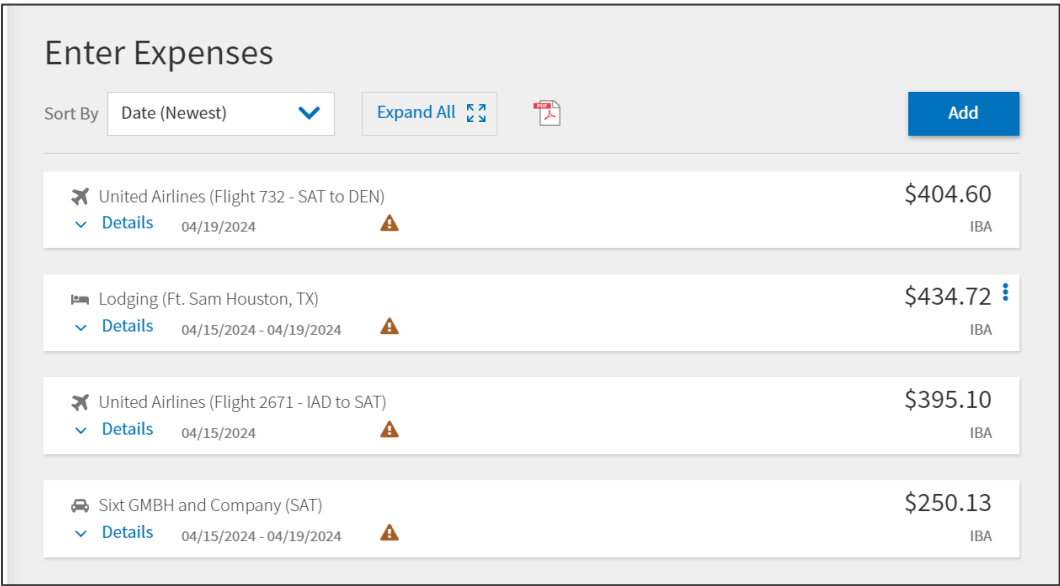 Enter Expenses
Sort By Date (Newest) Expand All PDF Add
United Airlines (Flight 732 - SAT to DEN) $404.60
Details 04/19/2024 IBA
Lodging (Ft. Sam Houston, TX) $434.72
Details 04/15/2024 - 04/19/2024 IBA
United Airlines (Flight 2671 - IAD to SAT) $395.10
Details 04/15/2024 IBA
Sixt GMBH and Company (SAT) $250.13
Details 04/15/2024 - 04/19/2024 IBA